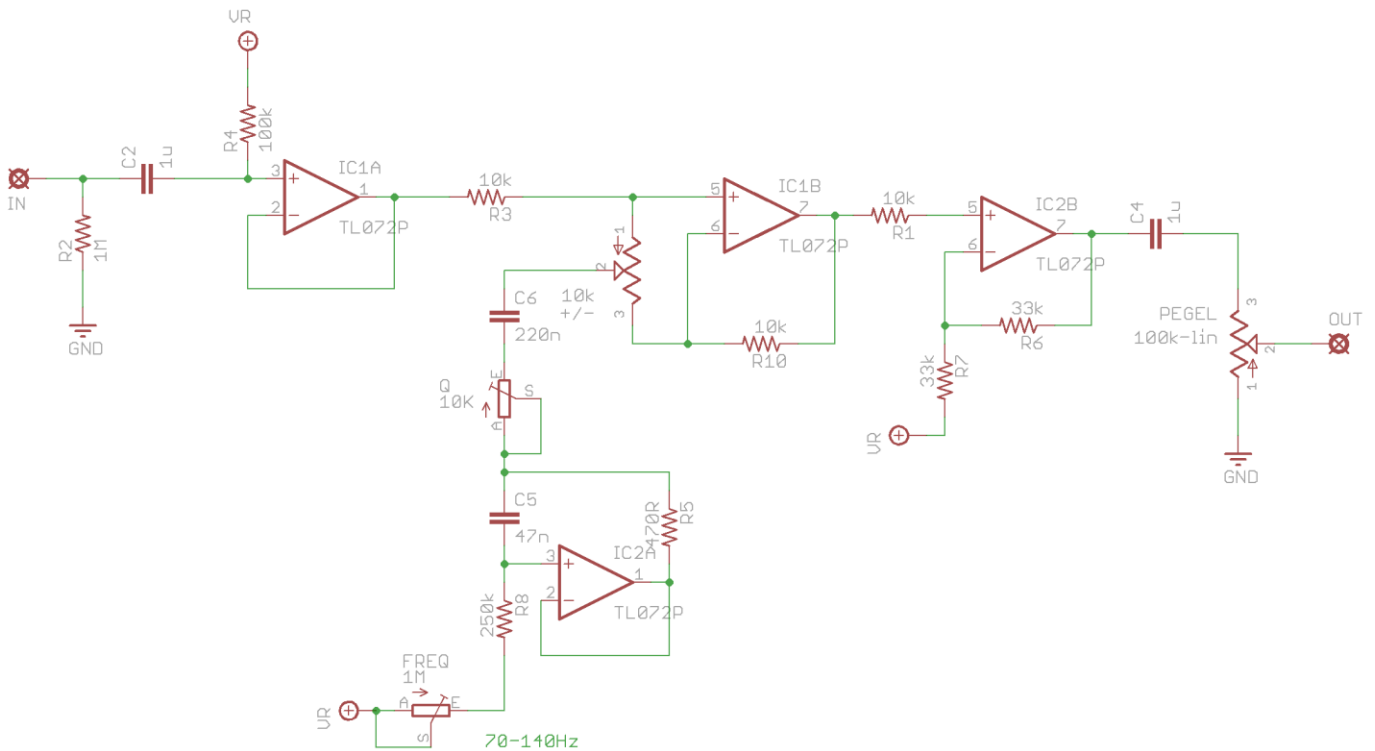 VR
R4
100k
C2
1u
IN
R2
1M
GND
3
2
1
IC1A
TL072P
10k
R3
1
2
3
10k
+/-
5
6
7
IC1B
TL072P
10k
R10
10k
R1
5
6
7
IC2B
TL072P
33k
R6
33k
R7
VR
C4
1u
PEGEL
100k-lin
3
2
1
OUT
GND
C6
220n
Q
10K
E
S
A
C5
47n
470R
R5
3
2
1
IC2A
TL072P
250k
R8
FREQ
1M
A
E
S
VR
70-140Hz